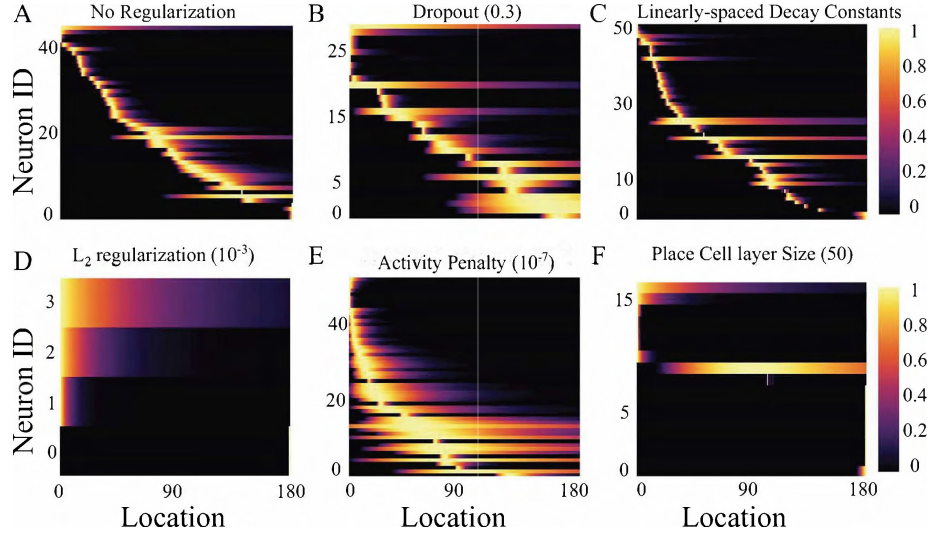 A No Regularization
B Dropout (0.3)
C Linearly-spaced Decay Constants
Neuron ID
40
20
0
25
15
5
0
50
30
10
0
1
0.8
0.6
0.4
0.2
0
D L₂ regularization (10⁻³)
E Activity Penalty (10⁻⁷)
F Place Cell layer Size (50)
Neuron ID
3
2
1
0
40
30
20
10
0
15
5
0
1
0.8
0.6
0.4
0.2
0
0 90 180
0 90 180
0 90 180
Location
Location
Location